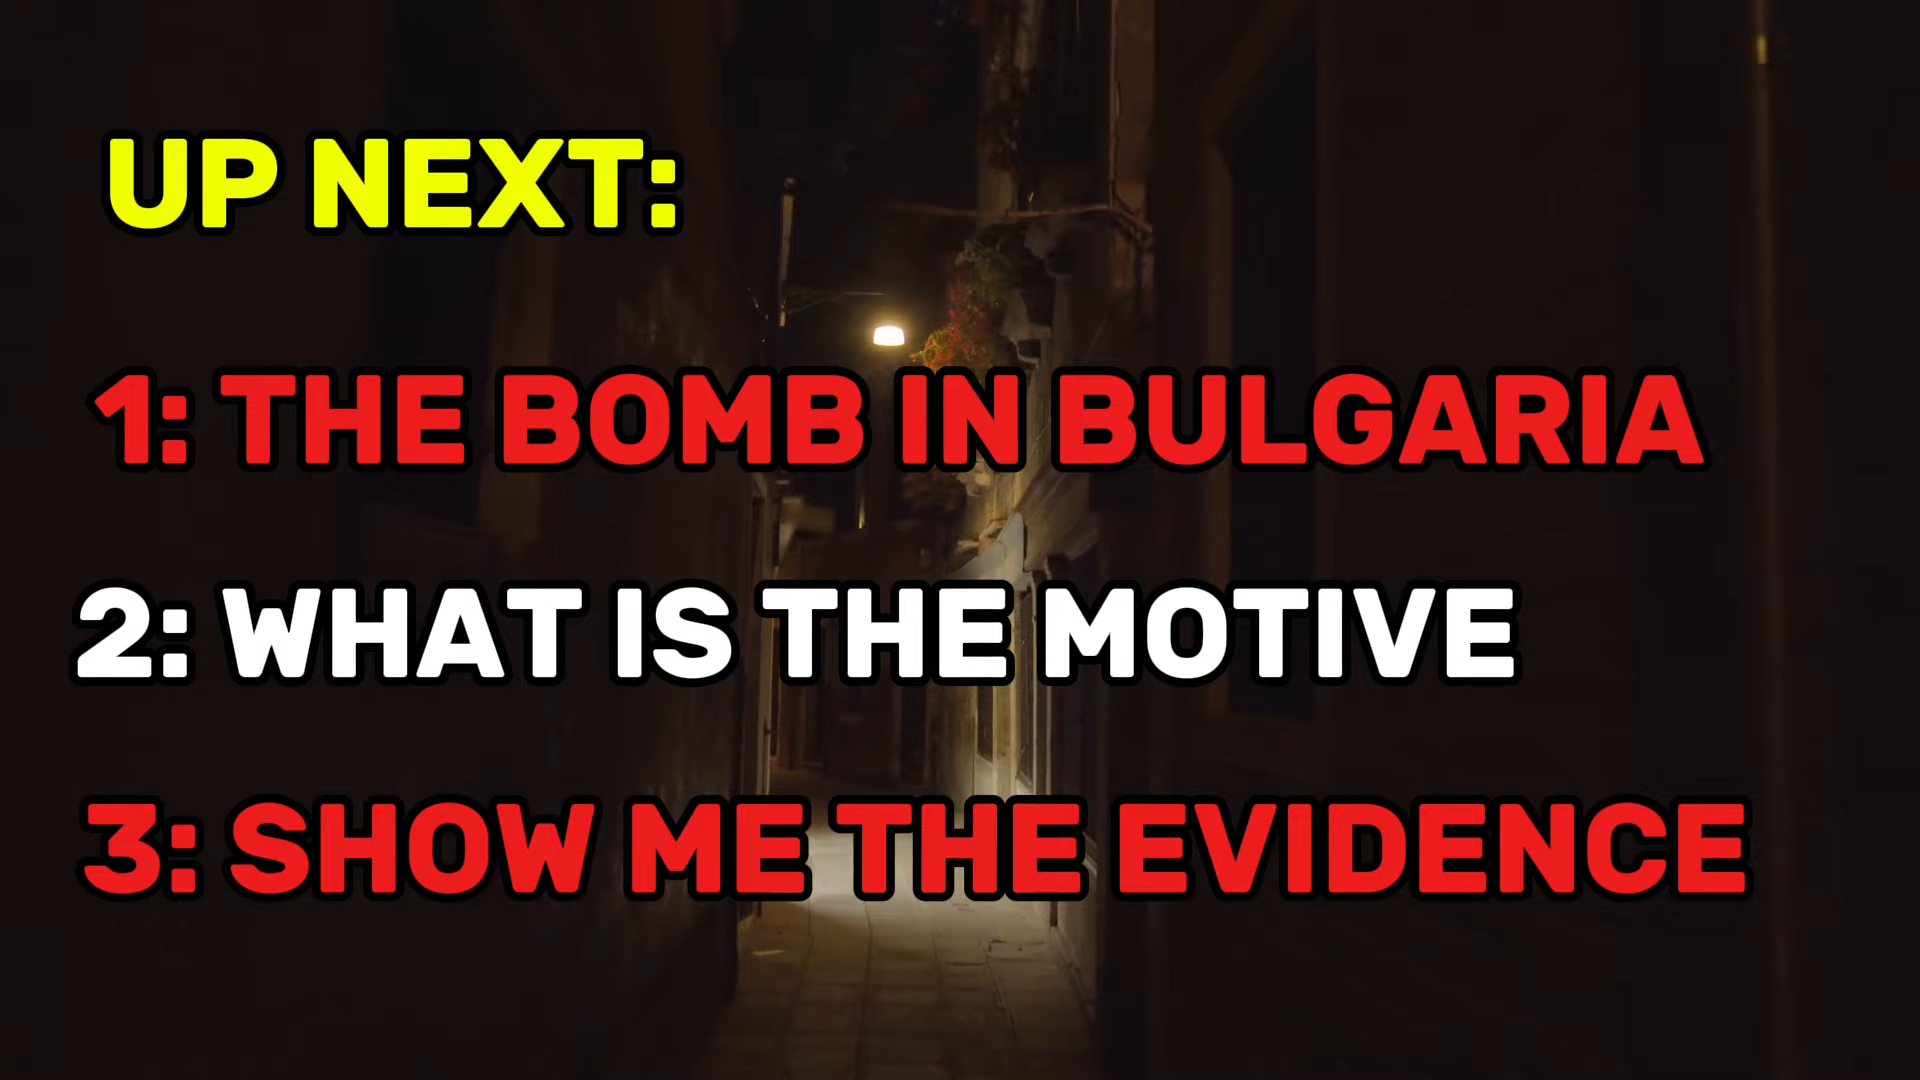 UP NEXT:
1: THE BOMB IN BULGARIA
2: WHAT IS THE MOTIVE
3: SHOW ME THE EVIDENCE